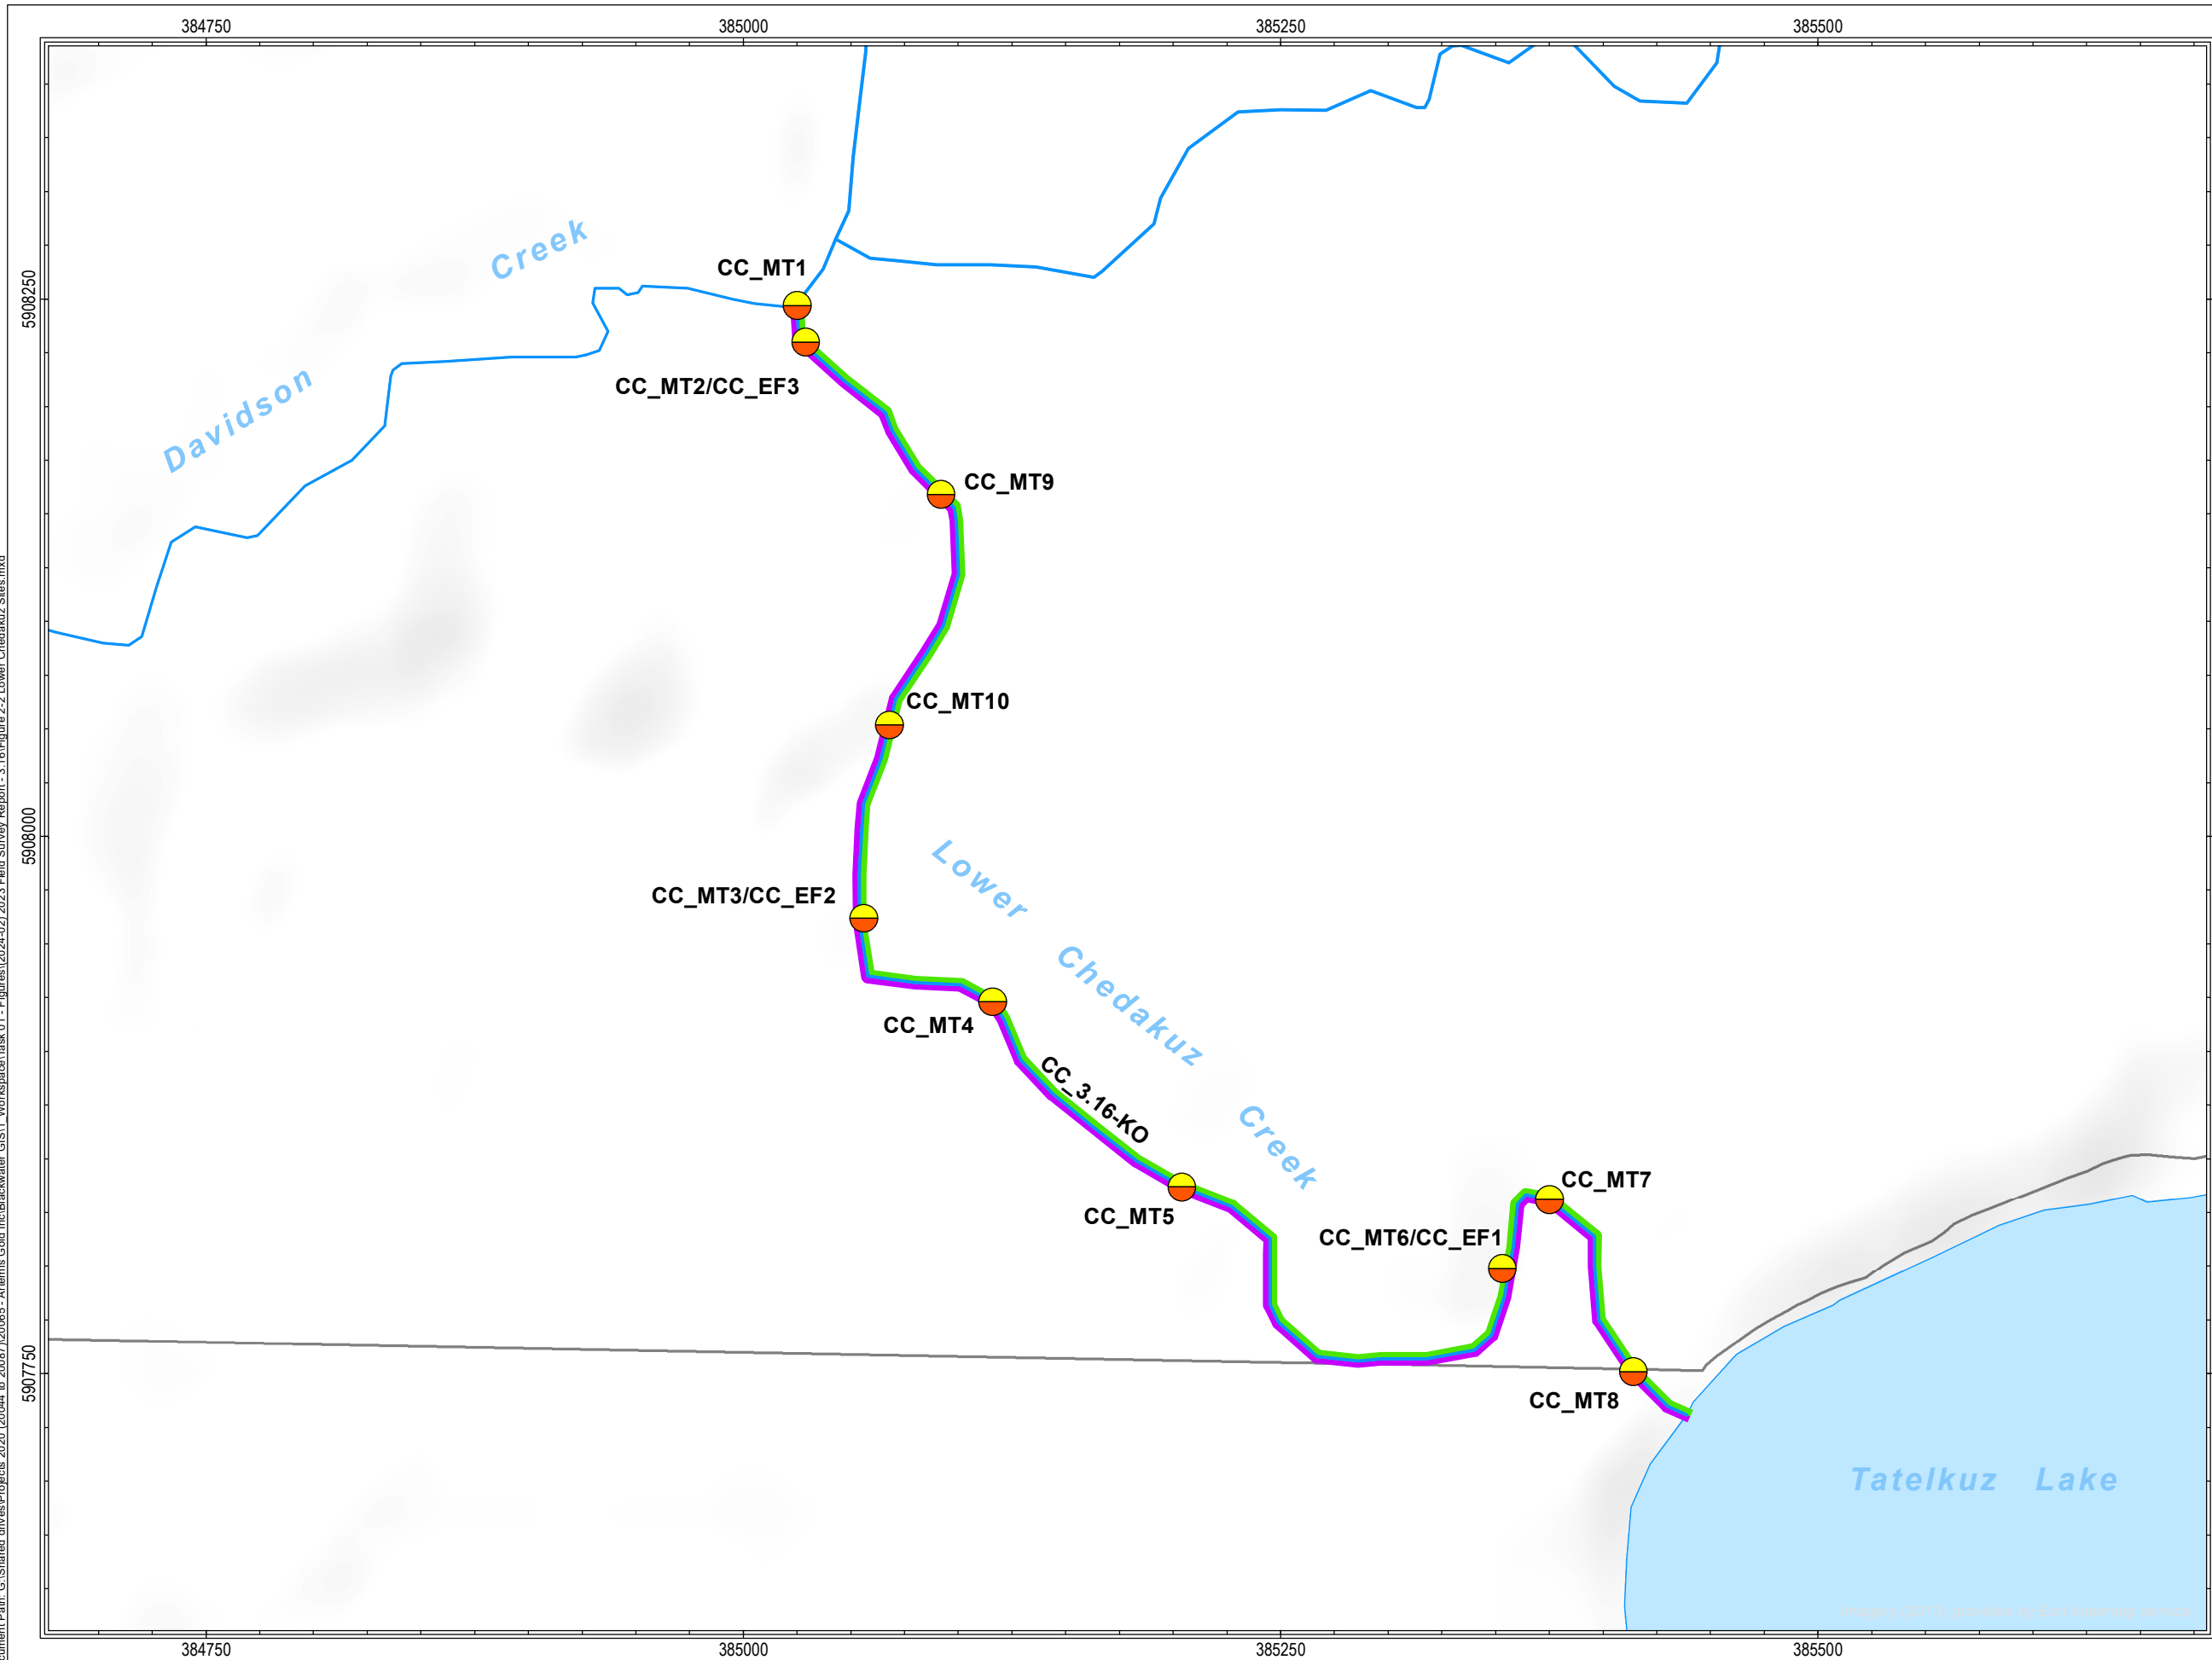 384750 385000 385250 385500
5908250
5908000
5907750
Davidson Creek
CC_MT1
CC_MT2/CC_EF3
CC_MT9
CC_MT10
CC_MT3/CC_EF2
Lower Chedakuz Creek
CC_MT4
CC_3.16-KO
CC_MT5
CC_MT7
CC_MT6/CC_EF1
CC_MT8
Tatelkuz Lake
384750 385000 385250 385500